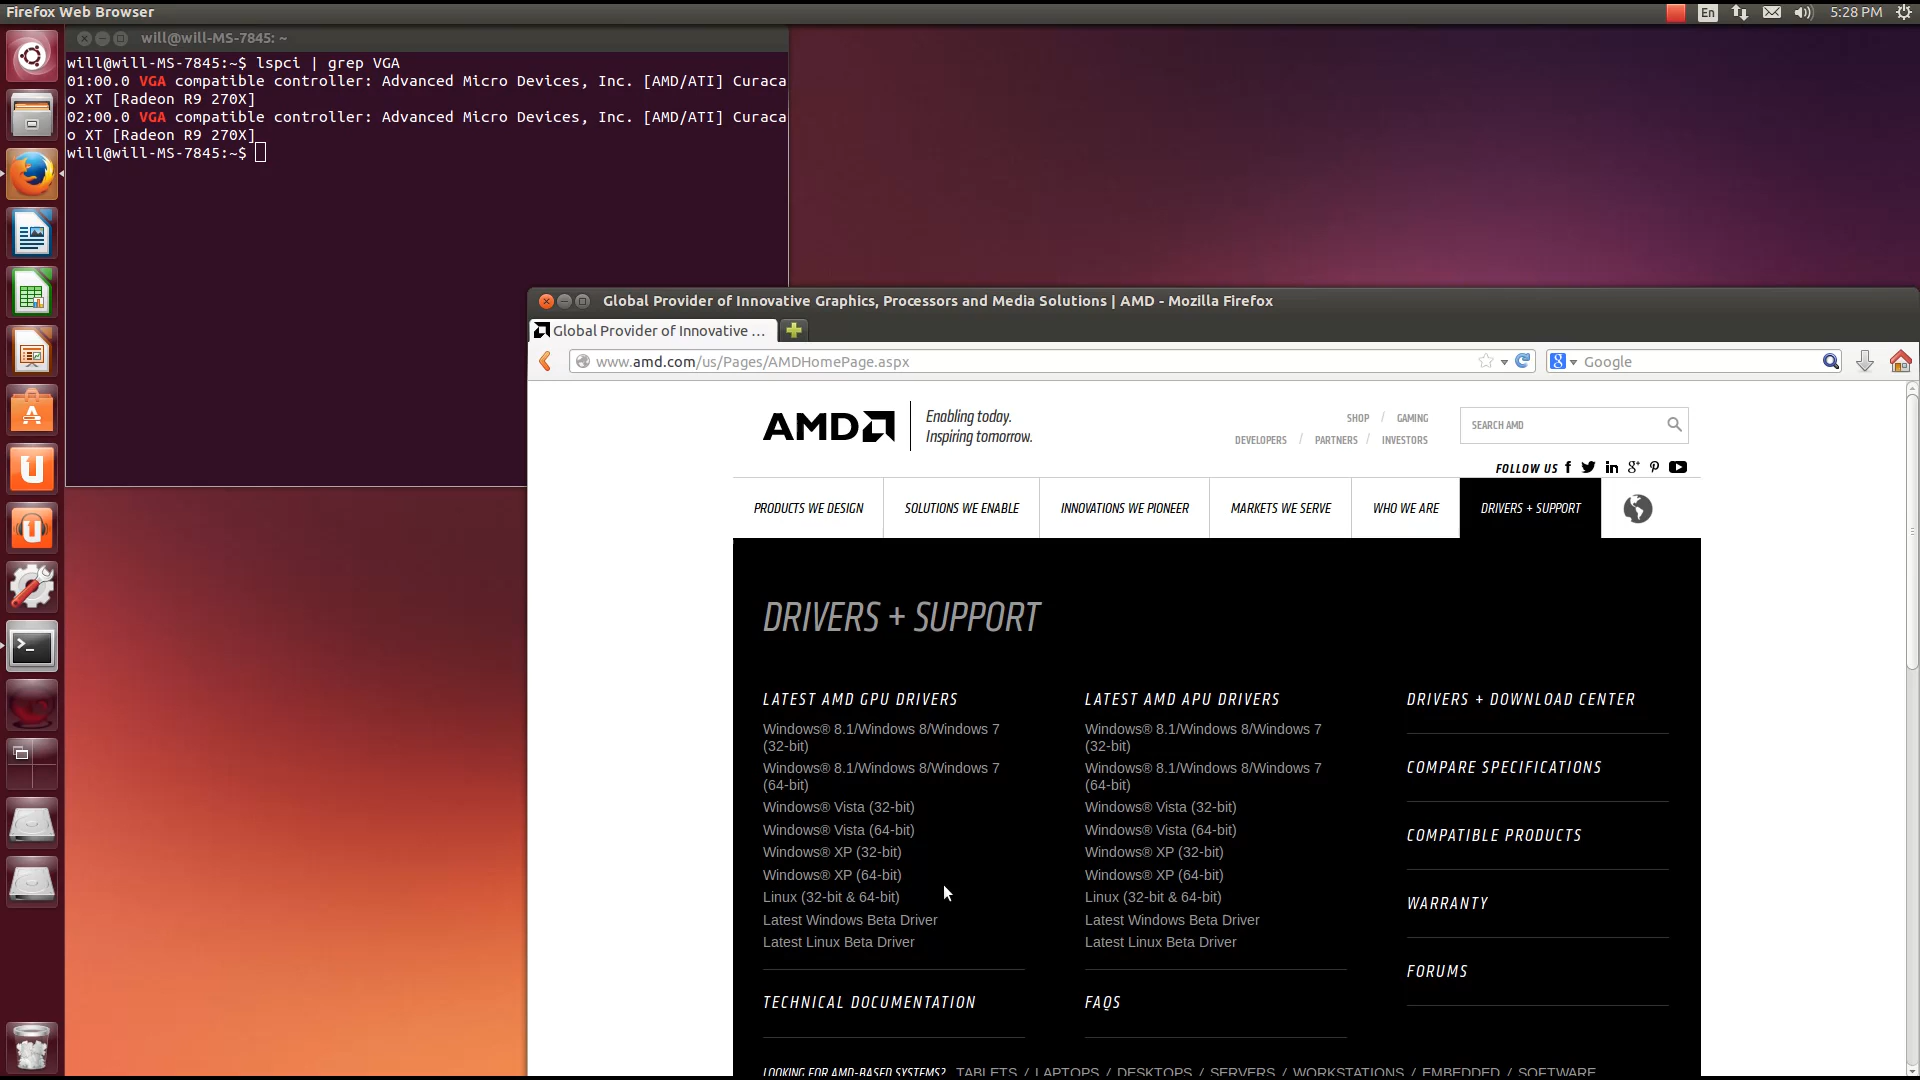 Firefox Web Browser
En
5:28 PM
will@will-MS-7845: ~
will@will-MS-7845:~$ lspci | grep VGA
01:00.0 VGA compatible controller: Advanced Micro Devices, Inc. [AMD/ATI] Curaca
o XT [Radeon R9 270X]
02:00.0 VGA compatible controller: Advanced Micro Devices, Inc. [AMD/ATI] Curaca
o XT [Radeon R9 270X]
will@will-MS-7845:~$
Global Provider of Innovative Graphics, Processors and Media Solutions | AMD - Mozilla Firefox
Global Provider of Innovative ...
www.amd.com/us/Pages/AMDHomePage.aspx
Google
AMD
Enabling today.
Inspiring tomorrow.
SHOP / GAMING
DEVELOPERS / PARTNERS / INVESTORS
SEARCH AMD
FOLLOW US
PRODUCTS WE DESIGN
SOLUTIONS WE ENABLE
INNOVATIONS WE PIONEER
MARKETS WE SERVE
WHO WE ARE
DRIVERS + SUPPORT
DRIVERS + SUPPORT
LATEST AMD GPU DRIVERS
Windows® 8.1/Windows 8/Windows 7
(32-bit)
Windows® 8.1/Windows 8/Windows 7
(64-bit)
Windows® Vista (32-bit)
Windows® Vista (64-bit)
Windows® XP (32-bit)
Windows® XP (64-bit)
Linux (32-bit & 64-bit)
Latest Windows Beta Driver
Latest Linux Beta Driver
TECHNICAL DOCUMENTATION
LATEST AMD APU DRIVERS
Windows® 8.1/Windows 8/Windows 7
(32-bit)
Windows® 8.1/Windows 8/Windows 7
(64-bit)
Windows® Vista (32-bit)
Windows® Vista (64-bit)
Windows® XP (32-bit)
Windows® XP (64-bit)
Linux (32-bit & 64-bit)
Latest Windows Beta Driver
Latest Linux Beta Driver
FAQS
DRIVERS + DOWNLOAD CENTER
COMPARE SPECIFICATIONS
COMPATIBLE PRODUCTS
WARRANTY
FORUMS
LOOKING FOR AMD-BASED SYSTEMS? TABLETS / LAPTOPS / DESKTOPS / SERVERS / WORKSTATIONS / EMBEDDED / SOFTWARE